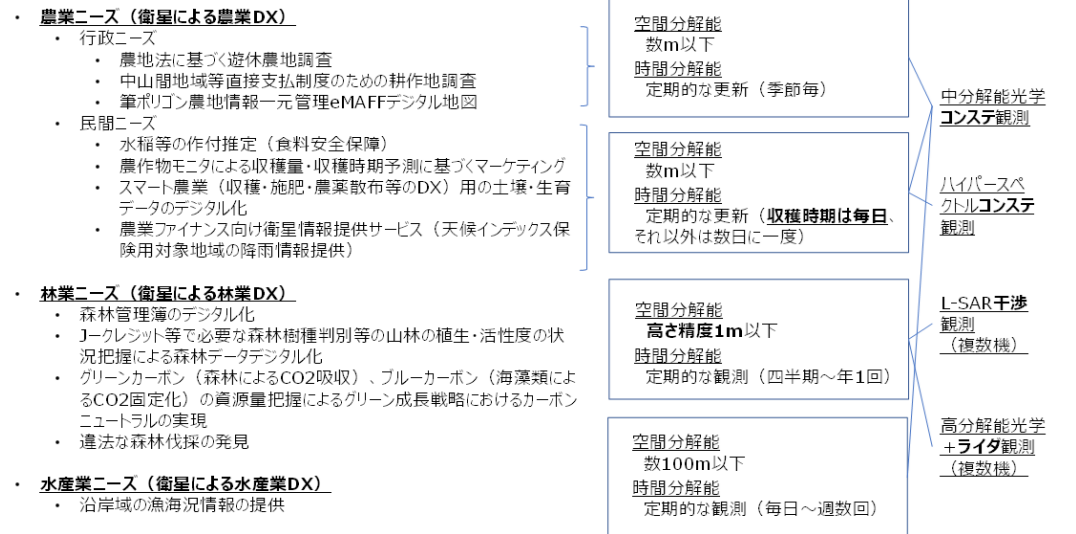 ・ 農業ニーズ（衛星による農業DX）
・ 行政ニーズ
・ 農地法に基づく遊休農地調査
・ 中山間地域等直接支払制度のための耕作地調査
・ 筆ポリゴン農地情報一元管理eMAFFデジタル地図
・ 民間ニーズ
・ 水稲等の作付推定（食料安全保障）
・ 農作物モニタによる収穫量・収穫時期予測に基づくマーケティング
・ スマート農業（収穫・施肥・農薬散布等のDX）用の土壌・生育
データのデジタル化
・ 農業ファイナンス向け衛星情報提供サービス（天候インデックス保
険用対象地域の降雨情報提供）
・ 林業ニーズ（衛星による林業DX）
・ 森林管理簿のデジタル化
・ Jークレジット等で必要な森林樹種判別等の山林の植生・活性度の状
況把握による森林データデジタル化
・ グリーンカーボン（森林によるCO2吸収）、ブルーカーボン（海藻類によ
るCO2固定化）の資源量把握によるグリーン成長戦略におけるカーボン
ニュートラルの実現
・ 違法な森林伐採の発見
・ 水産業ニーズ（衛星による水産業DX）
・ 沿岸域の漁海況情報の提供
空間分解能
数m以下
時間分解能
定期的な更新（季節毎）
空間分解能
数m以下
時間分解能
定期的な更新（収穫時期は毎日、
それ以外は数日に一度）
空間分解能
高さ精度1m以下
時間分解能
定期的な観測（四半期～年1回）
空間分解能
数100m以下
時間分解能
定期的な観測（毎日～週数回）
中分解能光学
コンステ観測
ハイパースペ
クトルコンステ
観測
L-SAR干渉
観測
（複数機）
高分解能光学
＋ライダ観測
（複数機）